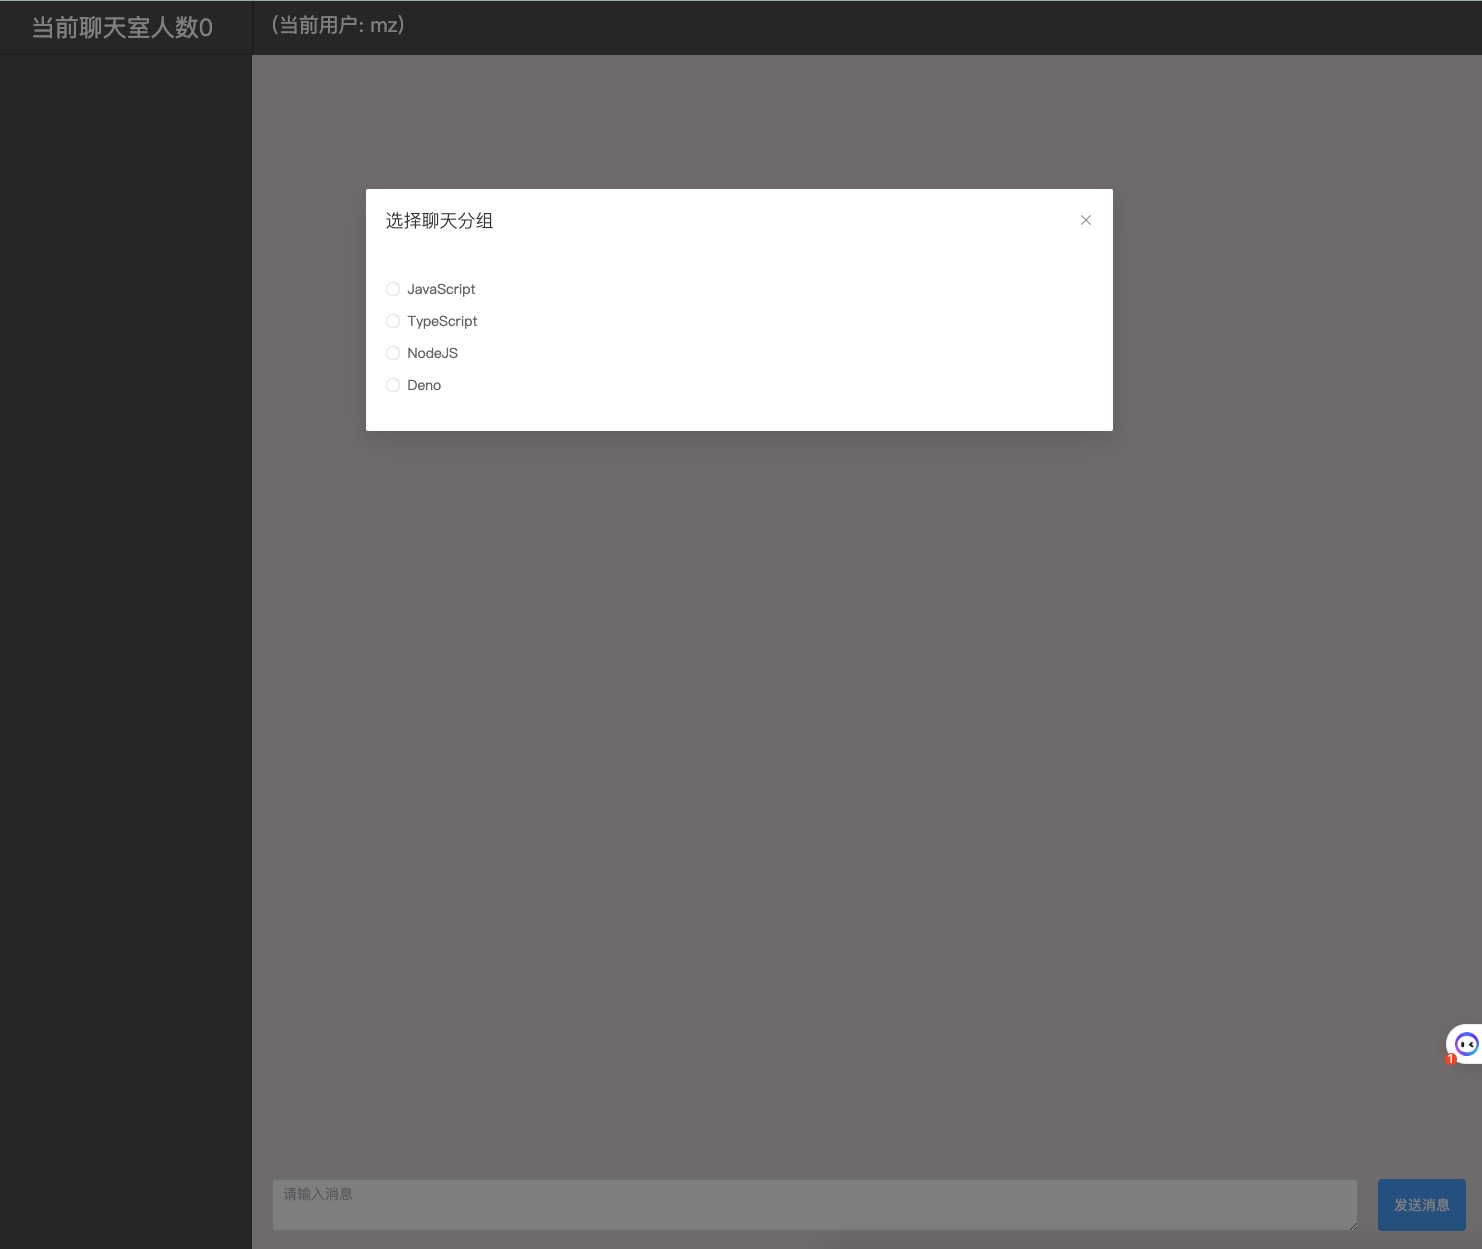 当前聊天室人数0
(当前用户: mz)
选择聊天分组
JavaScript
TypeScript
NodeJS
Deno
1
请输入消息
发送消息